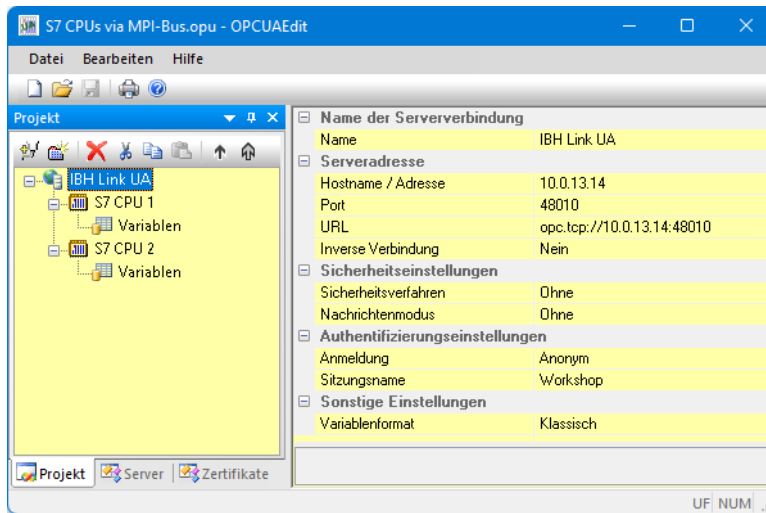 S7 CPUs via MPI-Bus.opu - OPCUAEdit
Datei Bearbeiten Hilfe
Projekt
IBH Link UA
S7 CPU 1
Variablen
S7 CPU 2
Variablen
Projekt Server Zertifikate
Name der Serververbindung
Name IBH Link UA
Serveradresse
Hostname / Adresse 10.0.13.14
Port 48010
URL opc.tcp://10.0.13.14:48010
Inverse Verbindung Nein
Sicherheitseinstellungen
Sicherheitsverfahren Ohne
Nachrichtenmodus Ohne
Authentifizierungseinstellungen
Anmeldung Anonym
Sitzungsname Workshop
Sonstige Einstellungen
Variablenformat Klassisch
UF NUM